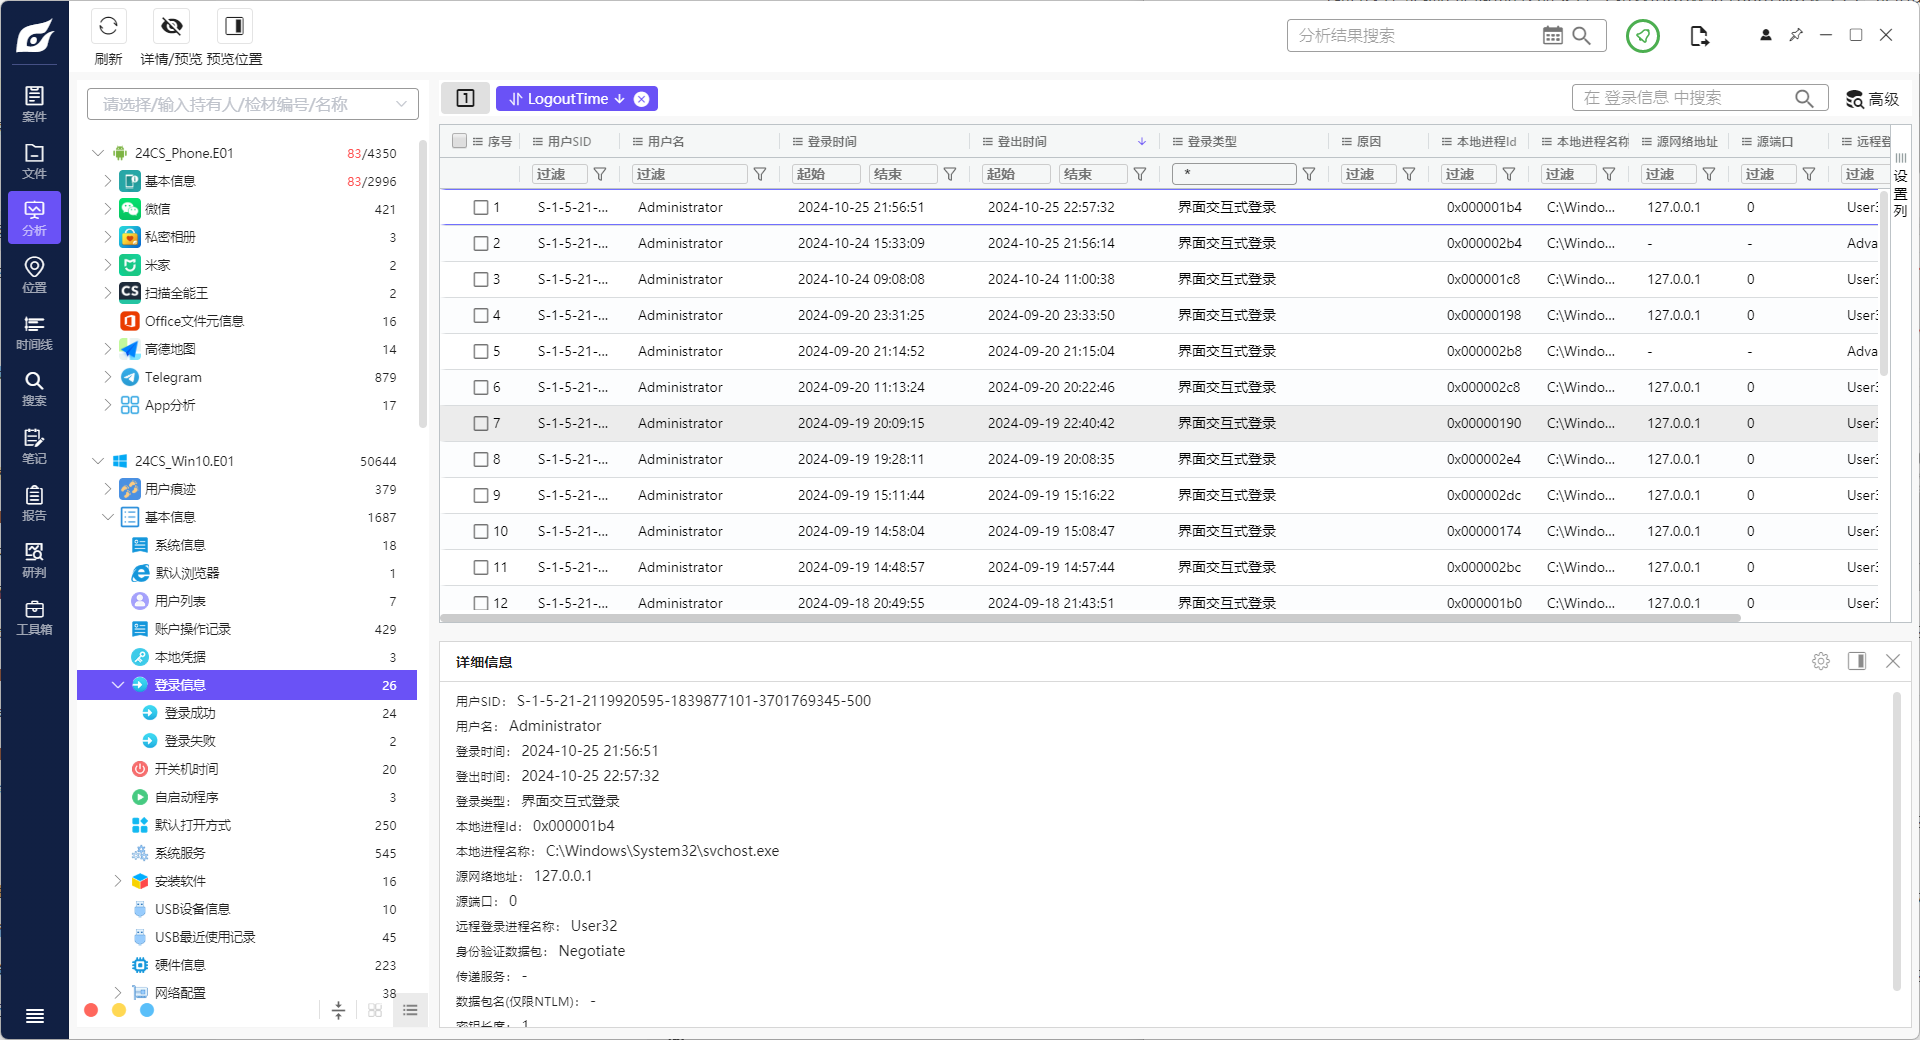 刷新 详情/预览 预览位置
分析结果搜索
案件
文件
分析
位置
时间线
搜索
笔记
报告
研判
工具箱
请选择/输入持有人/检材编号/名称
24CS_Phone.E01 83/4350
基本信息 83/2996
微信 421
私密相册 3
米家 2
CS 扫描全能王 2
Office文件元信息 16
高德地图 14
Telegram 879
App分析 17
24CS_Win10.E01 50644
用户痕迹 379
基本信息 1687
系统信息 18
默认浏览器 1
用户列表 7
账户操作记录 429
本地凭据 3
登录信息 26
登录成功 24
登录失败 2
开关机时间 20
自启动程序 3
默认打开方式 250
系统服务 545
安装软件 16
USB设备信息 10
USB最近使用记录 45
硬件信息 223
网络配置 38
1 LogoutTime
在 登录信息 中搜索 高级
序号 用户SID 用户名 登录时间 登出时间 登录类型 原因 本地进程Id 本地进程名称 源网络地址 源端口 远程登
过滤 过滤 起始 结束 起始 结束 * 过滤 过滤 过滤 过滤 过滤 过滤
设置列
1 S-1-5-21-... Administrator 2024-10-25 21:56:51 2024-10-25 22:57:32 界面交互式登录 0x000001b4 C:\Windo... 127.0.0.1 0 User3
2 S-1-5-21-... Administrator 2024-10-24 15:33:09 2024-10-25 21:56:14 界面交互式登录 0x000002b4 C:\Windo... - - Adva
3 S-1-5-21-... Administrator 2024-10-24 09:08:08 2024-10-24 11:00:38 界面交互式登录 0x000001c8 C:\Windo... 127.0.0.1 0 User3
4 S-1-5-21-... Administrator 2024-09-20 23:31:25 2024-09-20 23:33:50 界面交互式登录 0x00000198 C:\Windo... 127.0.0.1 0 User3
5 S-1-5-21-... Administrator 2024-09-20 21:14:52 2024-09-20 21:15:04 界面交互式登录 0x000002b8 C:\Windo... - - Adva
6 S-1-5-21-... Administrator 2024-09-20 11:13:24 2024-09-20 20:22:46 界面交互式登录 0x000002c8 C:\Windo... 127.0.0.1 0 User3
7 S-1-5-21-... Administrator 2024-09-19 20:09:15 2024-09-19 22:40:42 界面交互式登录 0x00000190 C:\Windo... 127.0.0.1 0 User3
8 S-1-5-21-... Administrator 2024-09-19 19:28:11 2024-09-19 20:08:35 界面交互式登录 0x000002e4 C:\Windo... 127.0.0.1 0 User3
9 S-1-5-21-... Administrator 2024-09-19 15:11:44 2024-09-19 15:16:22 界面交互式登录 0x000002dc C:\Windo... 127.0.0.1 0 User3
10 S-1-5-21-... Administrator 2024-09-19 14:58:04 2024-09-19 15:08:47 界面交互式登录 0x00000174 C:\Windo... 127.0.0.1 0 User3
11 S-1-5-21-... Administrator 2024-09-19 14:48:57 2024-09-19 14:57:44 界面交互式登录 0x000002bc C:\Windo... 127.0.0.1 0 User3
12 S-1-5-21-... Administrator 2024-09-18 20:49:55 2024-09-18 21:43:51 界面交互式登录 0x000001b0 C:\Windo... 127.0.0.1 0 User3
详细信息
用户SID： S-1-5-21-2119920595-1839877101-3701769345-500
用户名： Administrator
登录时间： 2024-10-25 21:56:51
登出时间： 2024-10-25 22:57:32
登录类型： 界面交互式登录
本地进程Id： 0x000001b4
本地进程名称： C:\Windows\System32\svchost.exe
源网络地址： 127.0.0.1
源端口： 0
远程登录进程名称： User32
身份验证数据包： Negotiate
传递服务： -
数据包名(仅限NTLM)： -
密钥长度： 1